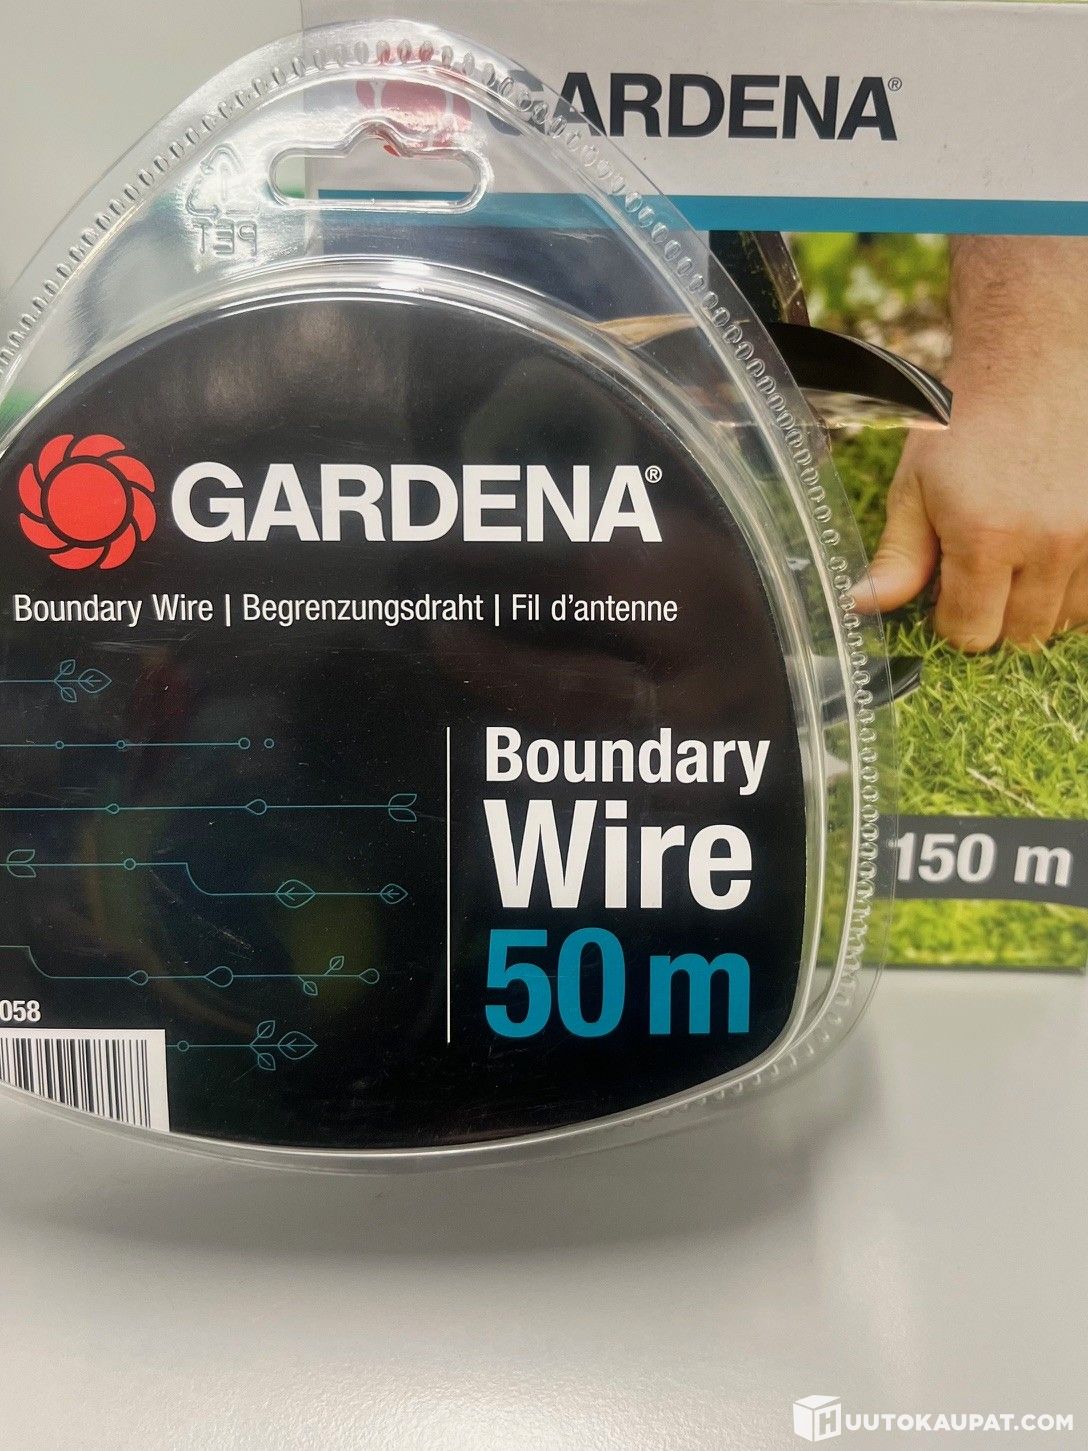 GARDENA®
PET
GARDENA®
Boundary Wire | Begrenzungsdraht | Fil d'antenne
Boundary
Wire
50 m
150 m
058
HUUTOKAUPAT.COM